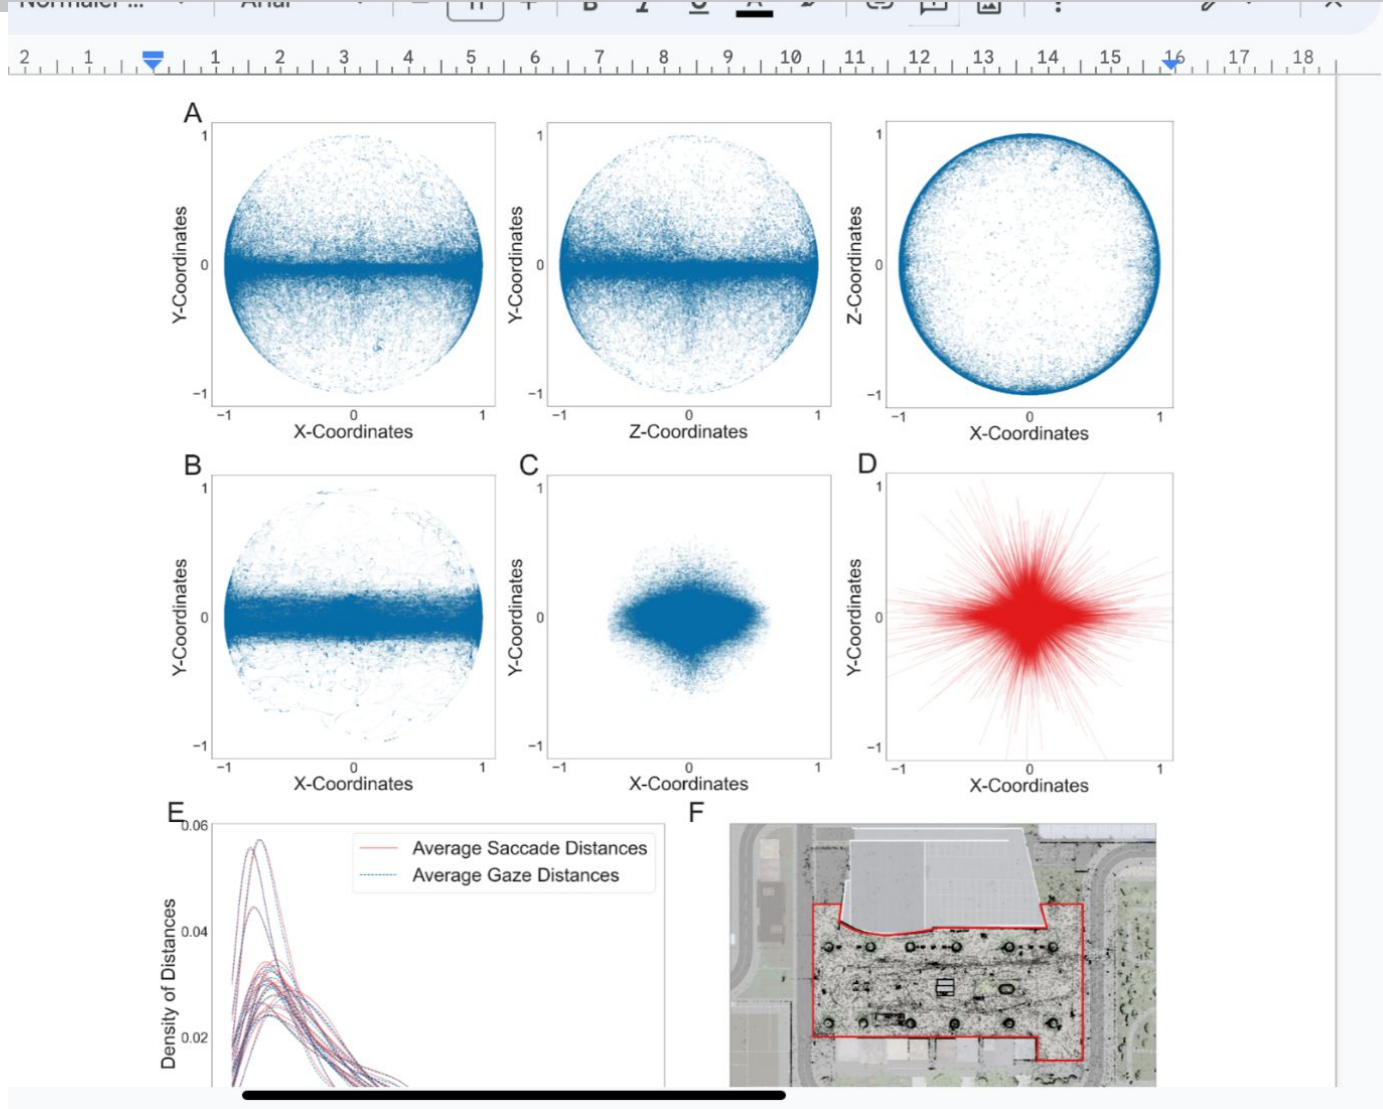 Normaler ...
Arial
11
B I U A
2 1 1 2 3 4 5 6 7 8 9 10 11 12 13 14 15 16 17 18
A
1
0
−1
Y-Coordinates
−1 0 1
X-Coordinates
1
0
−1
Y-Coordinates
−1 0 1
Z-Coordinates
1
0
−1
Z-Coordinates
−1 0 1
X-Coordinates
B
1
0
−1
Y-Coordinates
−1 0 1
X-Coordinates
C
1
0
−1
Y-Coordinates
−1 0 1
X-Coordinates
D
1
0
−1
Y-Coordinates
−1 0 1
X-Coordinates
E
0.06
0.04
0.02
Density of Distances
Average Saccade Distances
Average Gaze Distances
F